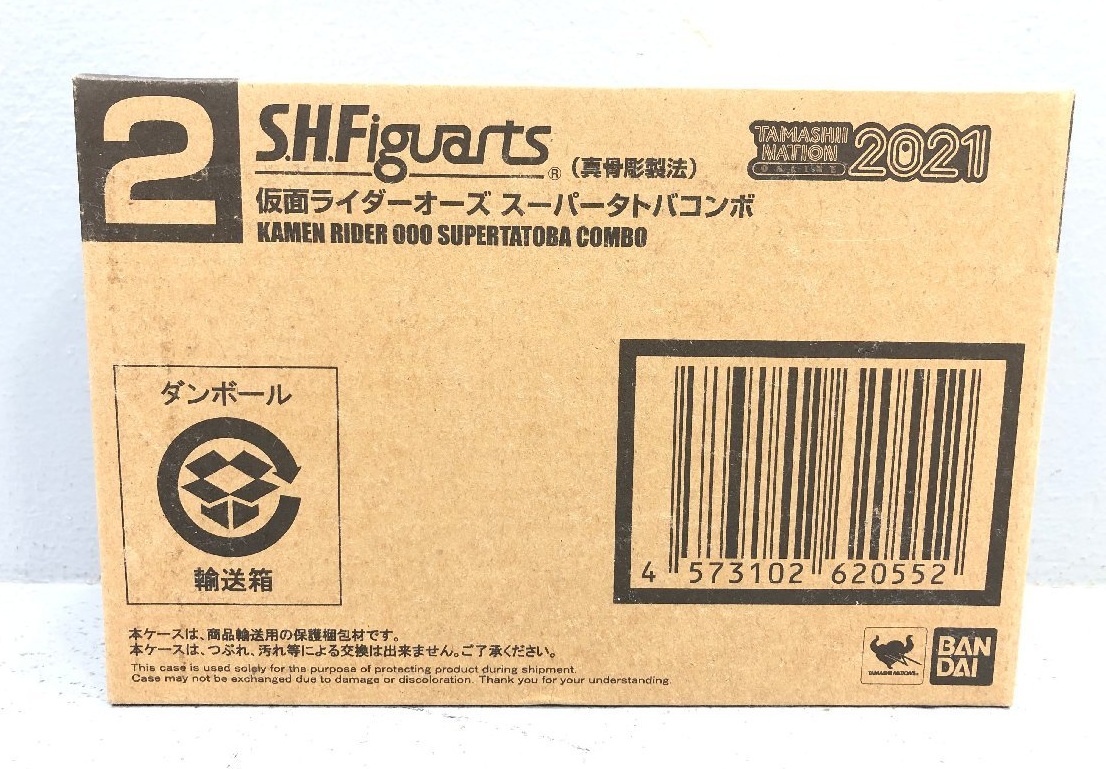 2
S.H.Figuarts® (真骨彫製法)
仮面ライダーオーズ スーパータトバコンボ
KAMEN RIDER OOO SUPERTATOBA COMBO
TAMASHII
NATION
ONLINE
2021
ダンボール
輸送箱
4 573102 620552
本ケースは、商品輸送用の保護梱包材です。
本ケースは、つぶれ、汚れ等による交換は出来ません。ご了承ください。
This case is used solely for the purpose of protecting product during shipment.
Case may not be exchanged due to damage or discoloration. Thank you for your understanding.
TAMASHII NATIONS
BAN
DAI